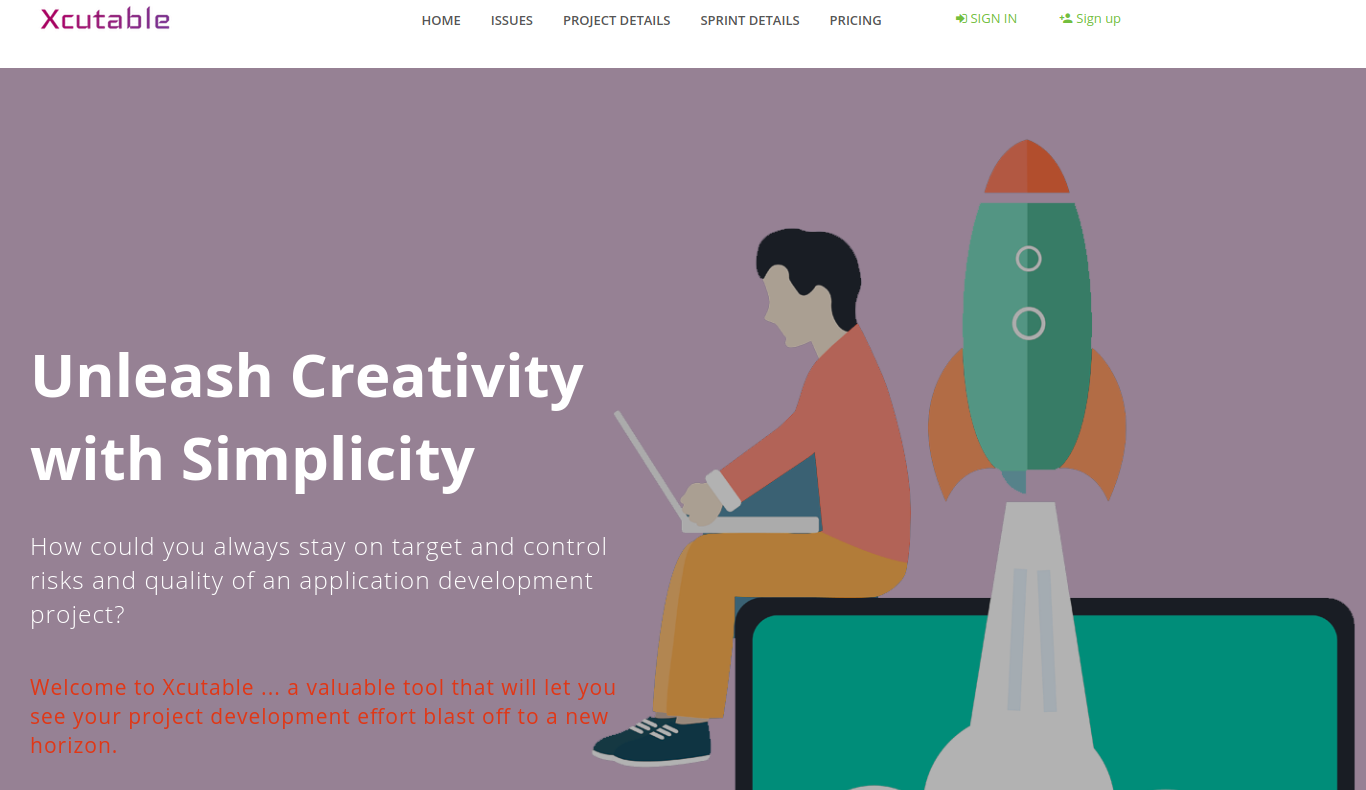 Xcutable
HOME ISSUES PROJECT DETAILS SPRINT DETAILS PRICING SIGN IN Sign up
Unleash Creativity
with Simplicity
How could you always stay on target and control
risks and quality of an application development
project?
Welcome to Xcutable ... a valuable tool that will let you
see your project development effort blast off to a new
horizon.